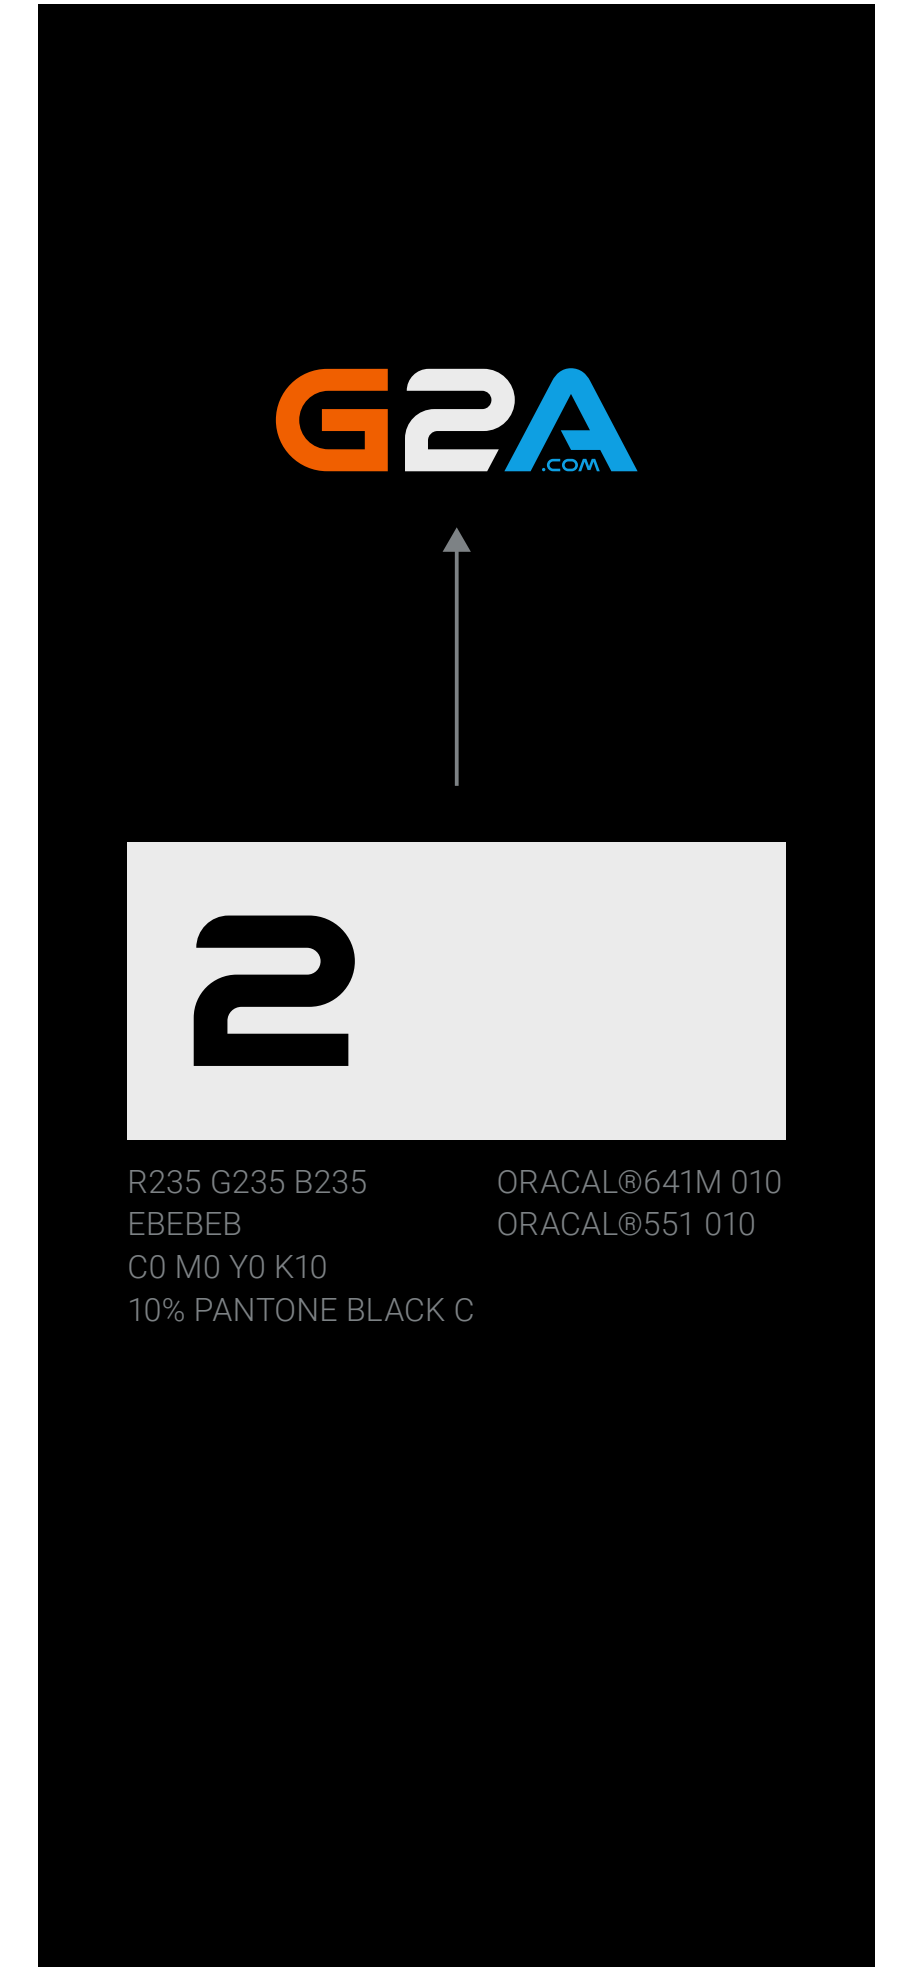 G2A
.COM
2
R235 G235 B235
EBEBEB
C0 M0 Y0 K10
10% PANTONE BLACK C
ORACAL®641M 010
ORACAL®551 010